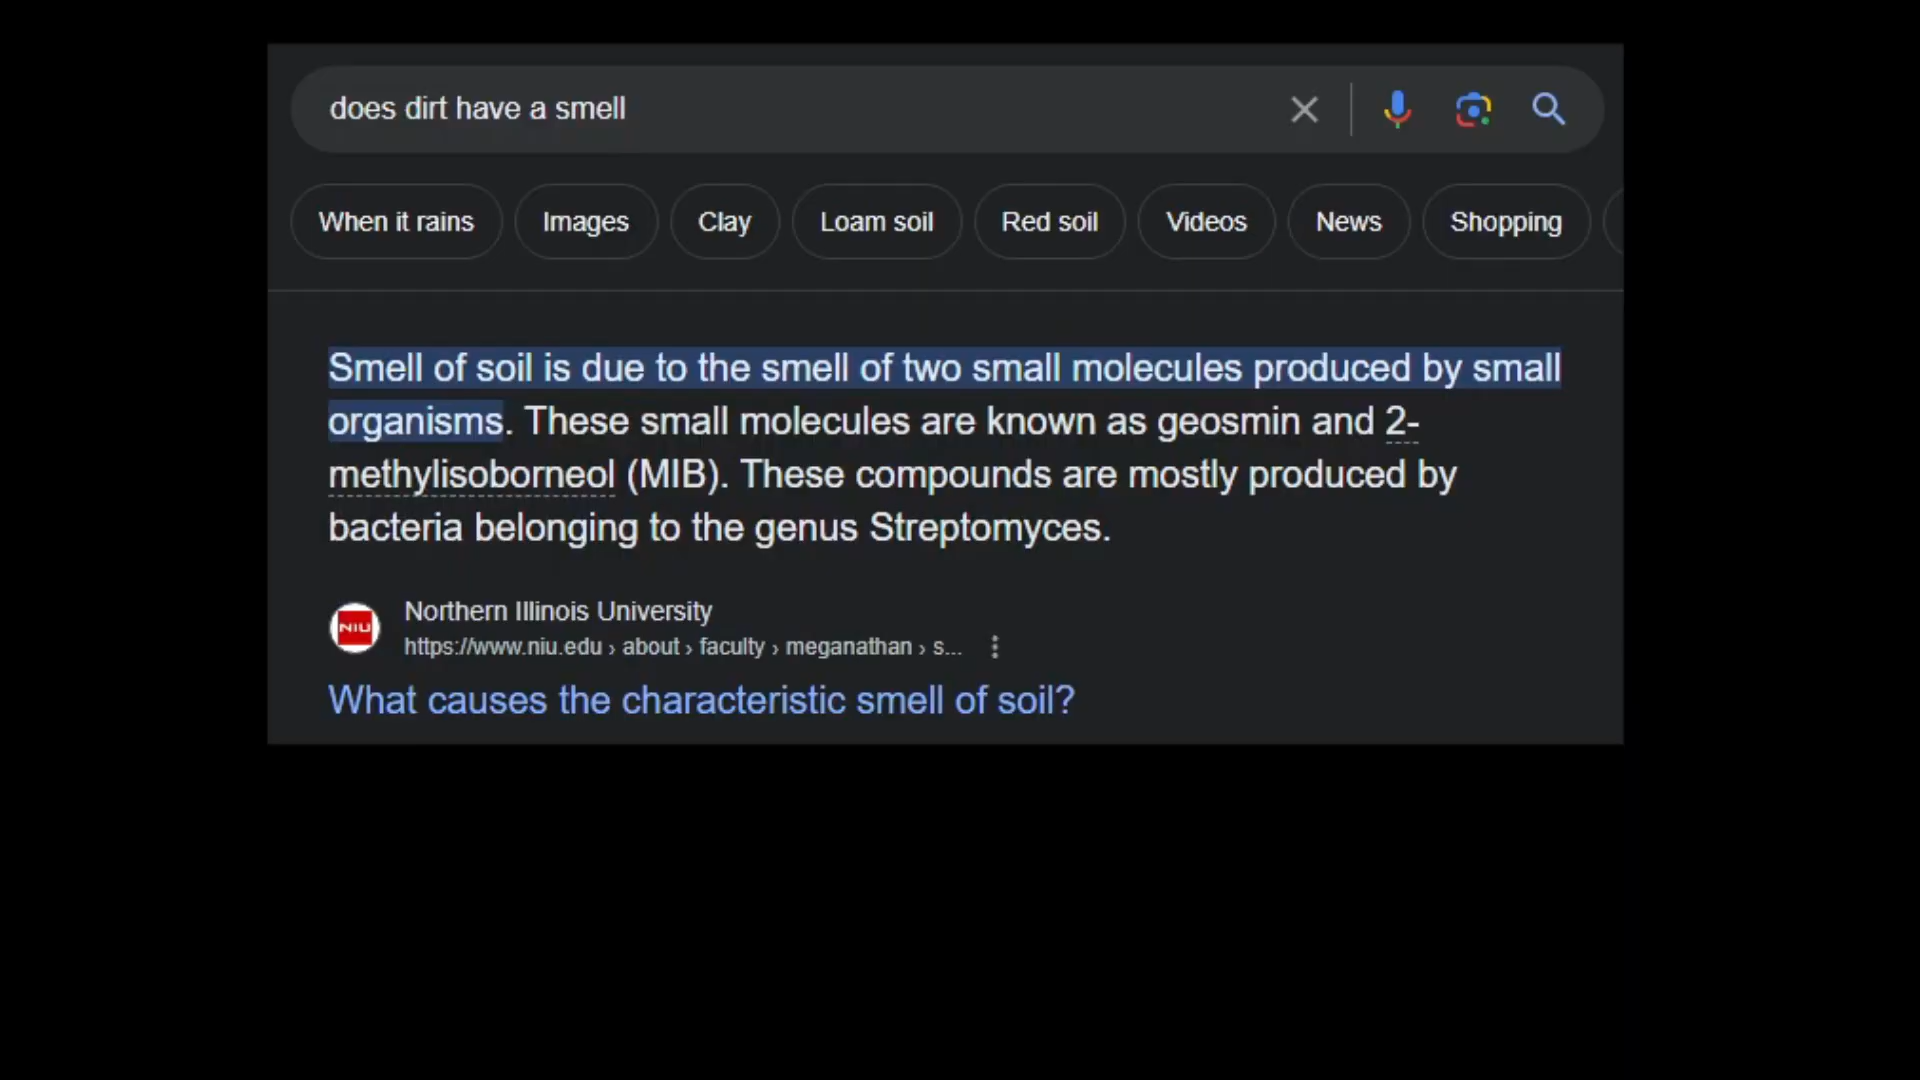 does dirt have a smell
When it rains
Images
Clay
Loam soil
Red soil
Videos
News
Shopping
Smell of soil is due to the smell of two small molecules produced by small
organisms. These small molecules are known as geosmin and 2-
methylisoborneol (MIB). These compounds are mostly produced by
bacteria belonging to the genus Streptomyces.
NIU
Northern Illinois University
https://www.niu.edu › about › faculty › meganathan › s...
What causes the characteristic smell of soil?